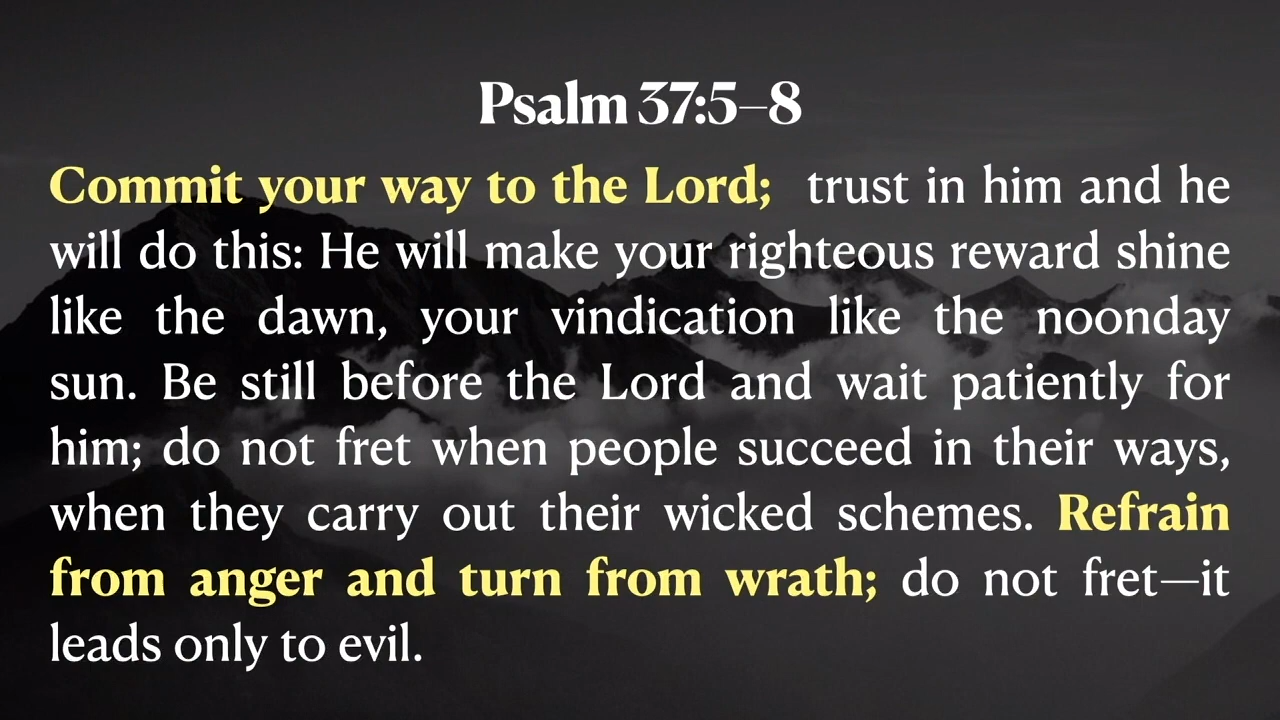 Psalm 37:5–8
Commit your way to the Lord; trust in him and he
will do this: He will make your righteous reward shine
like the dawn, your vindication like the noonday
sun. Be still before the Lord and wait patiently for
him; do not fret when people succeed in their ways,
when they carry out their wicked schemes. Refrain
from anger and turn from wrath; do not fret—it
leads only to evil.